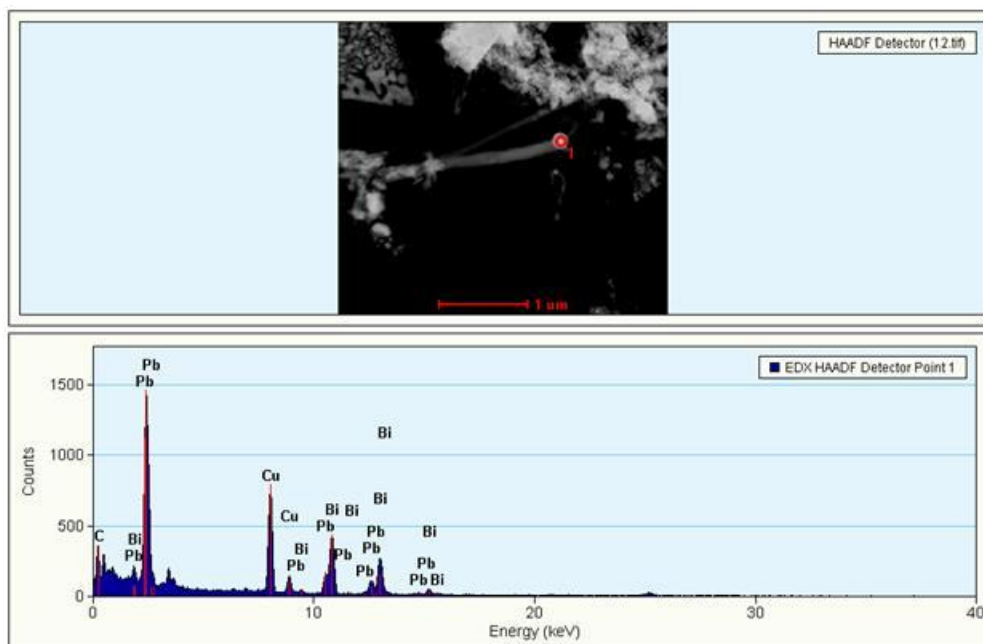 HAADF Detector (12.tif)
1
1 um
EDX HAADF Detector Point 1
Counts
1500
1000
500
0
Pb
Pb
Bi
Cu
Bi
C
Cu
Bi Bi
Pb
Pb
Bi
Bi
Bi
Pb
Pb
Pb
Pb
Pb
Pb
Pb Bi
0 10 20 30 40
Energy (keV)